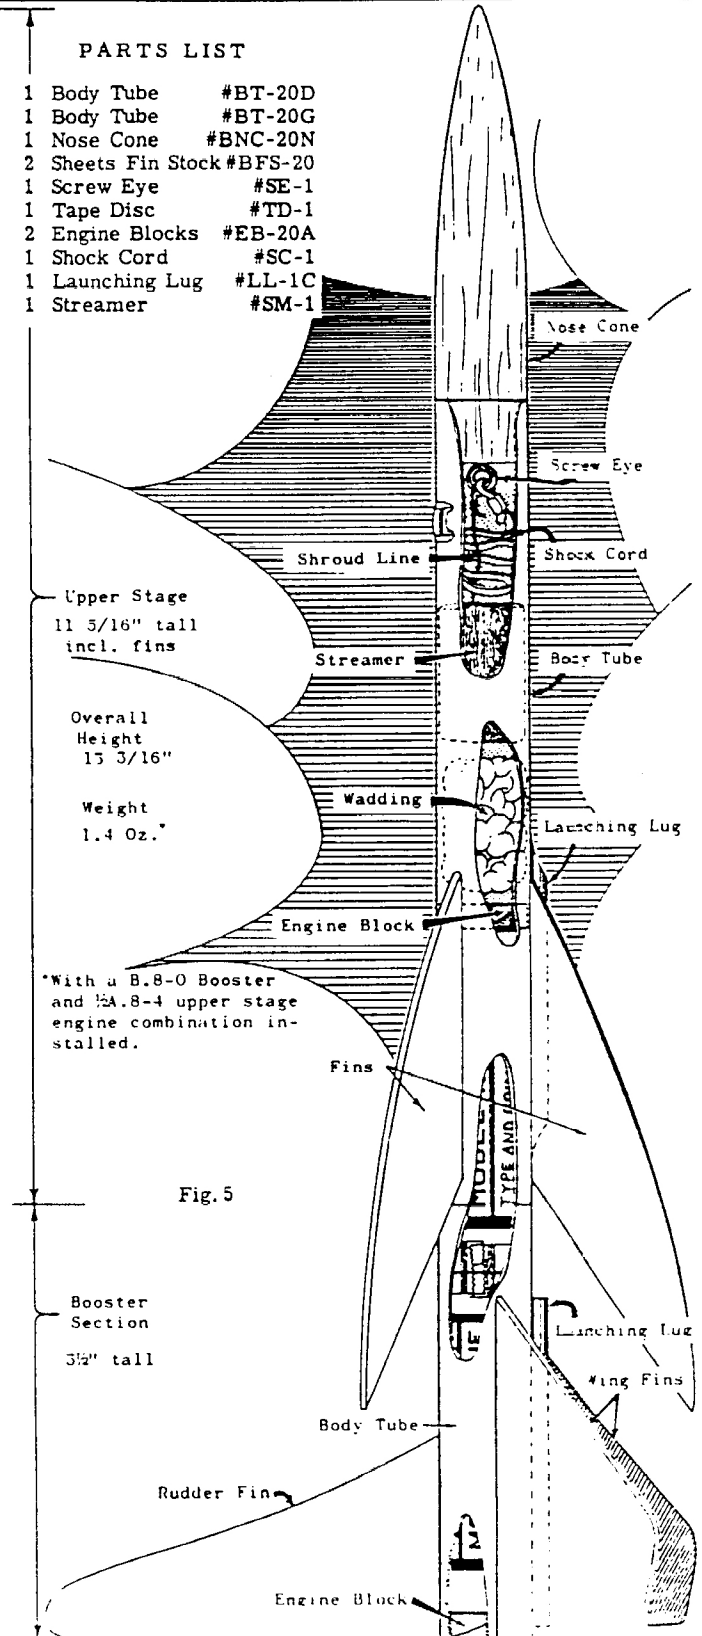 PARTS LIST
1 Body Tube #BT-20D
1 Body Tube #BT-20G
1 Nose Cone #BNC-20N
2 Sheets Fin Stock #BFS-20
1 Screw Eye #SE-1
1 Tape Disc #TD-1
2 Engine Blocks #EB-20A
1 Shock Cord #SC-1
1 Launching Lug #LL-1C
1 Streamer #SM-1
Nose Cone
Screw Eye
Shroud Line
Shock Cord
Upper Stage
11 5/16" tall
incl. fins
Streamer
Body Tube
Overall
Height
13 3/16"
Wadding
Weight
1.4 Oz.*
Launching Lug
Engine Block
*With a B.8-0 Booster
and ½A.8-4 upper stage
engine combination in-
stalled.
Fins
MODEL
TYPE AND
Fig. 5
Booster
Section
3½" tall
Launching Lug
Wing Fins
Body Tube
Rudder Fin
Engine Block